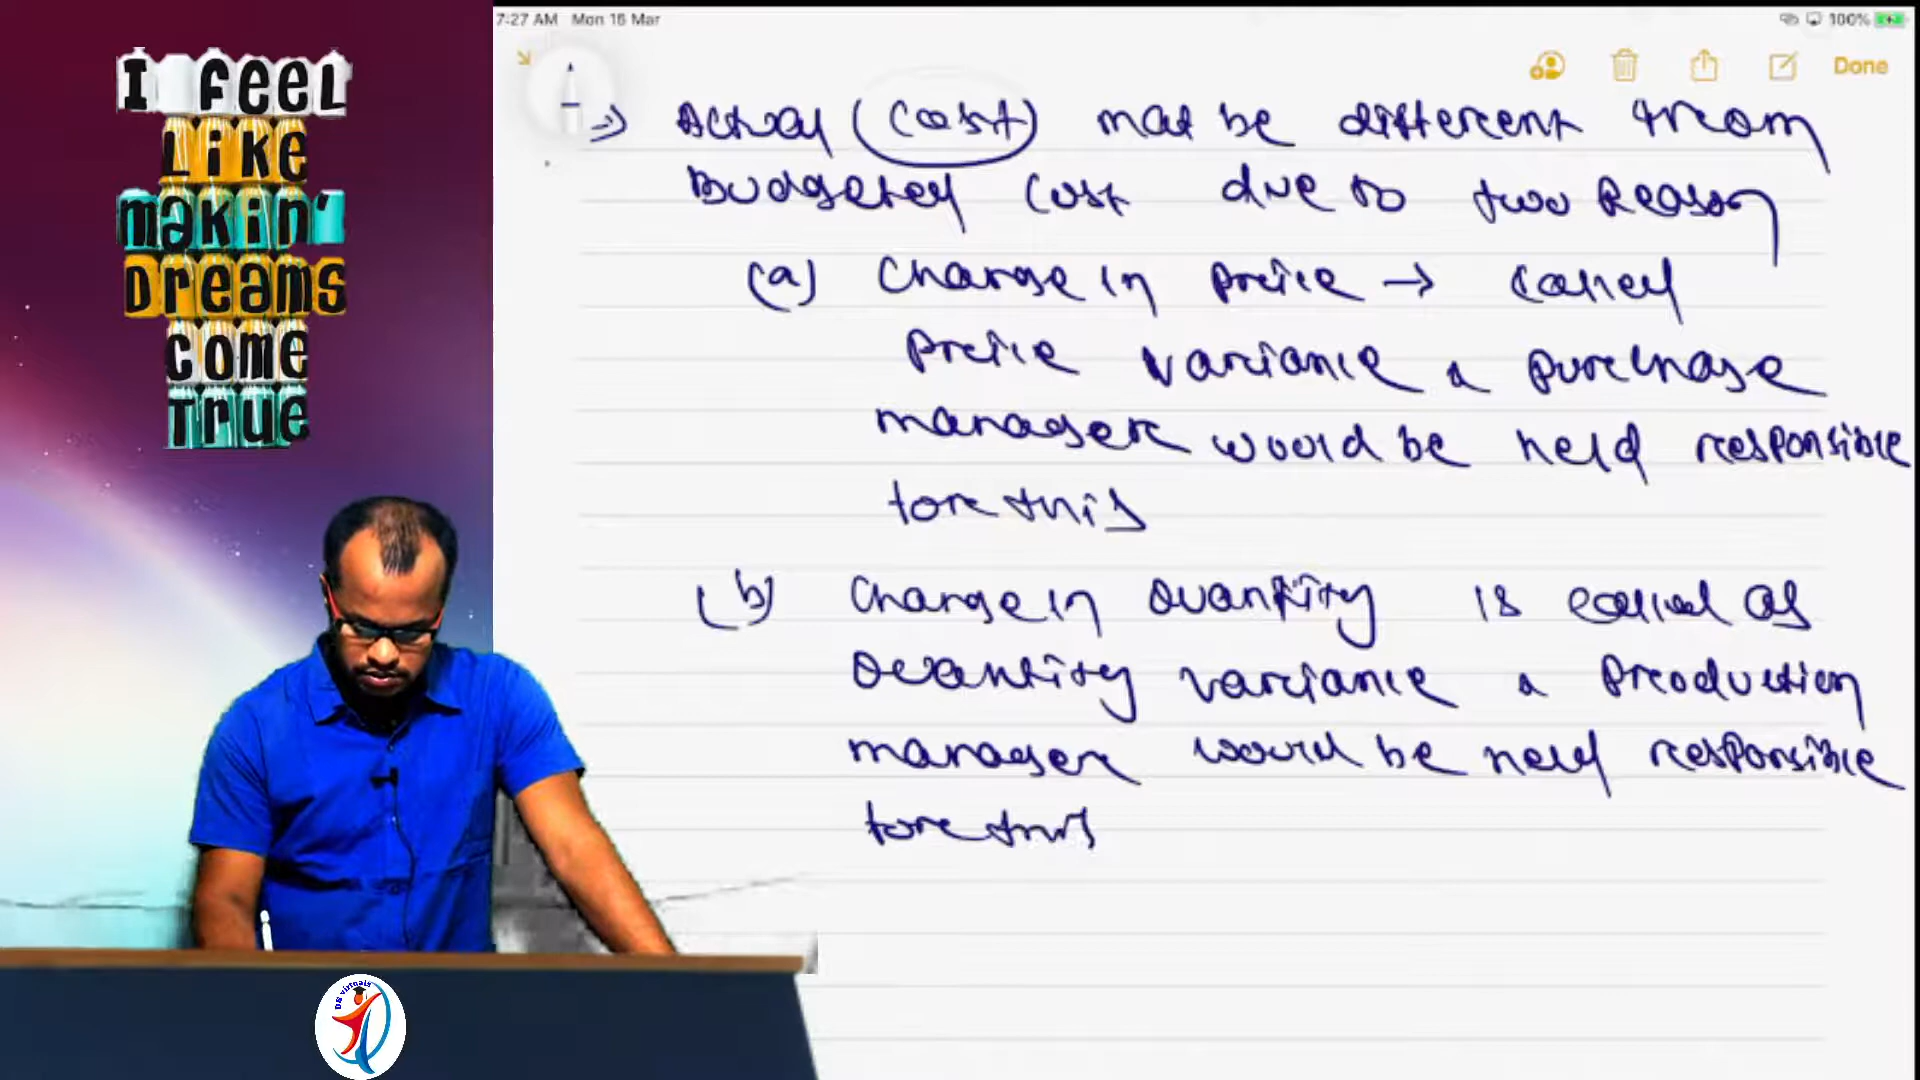 7:27 AM Mon 16 Mar
100%
Done
I feel
Like
makin'
Dreams
come
True
⇒ Actual (cost) may be different from
Budgeted cost due to two Reason
(a) Change in price → called
price variance & purchase
manager would be held responsible
for this
(b) Change in Quantity is called as
Quantity variance & Production
manager would be held responsible
for this
DS virtuals